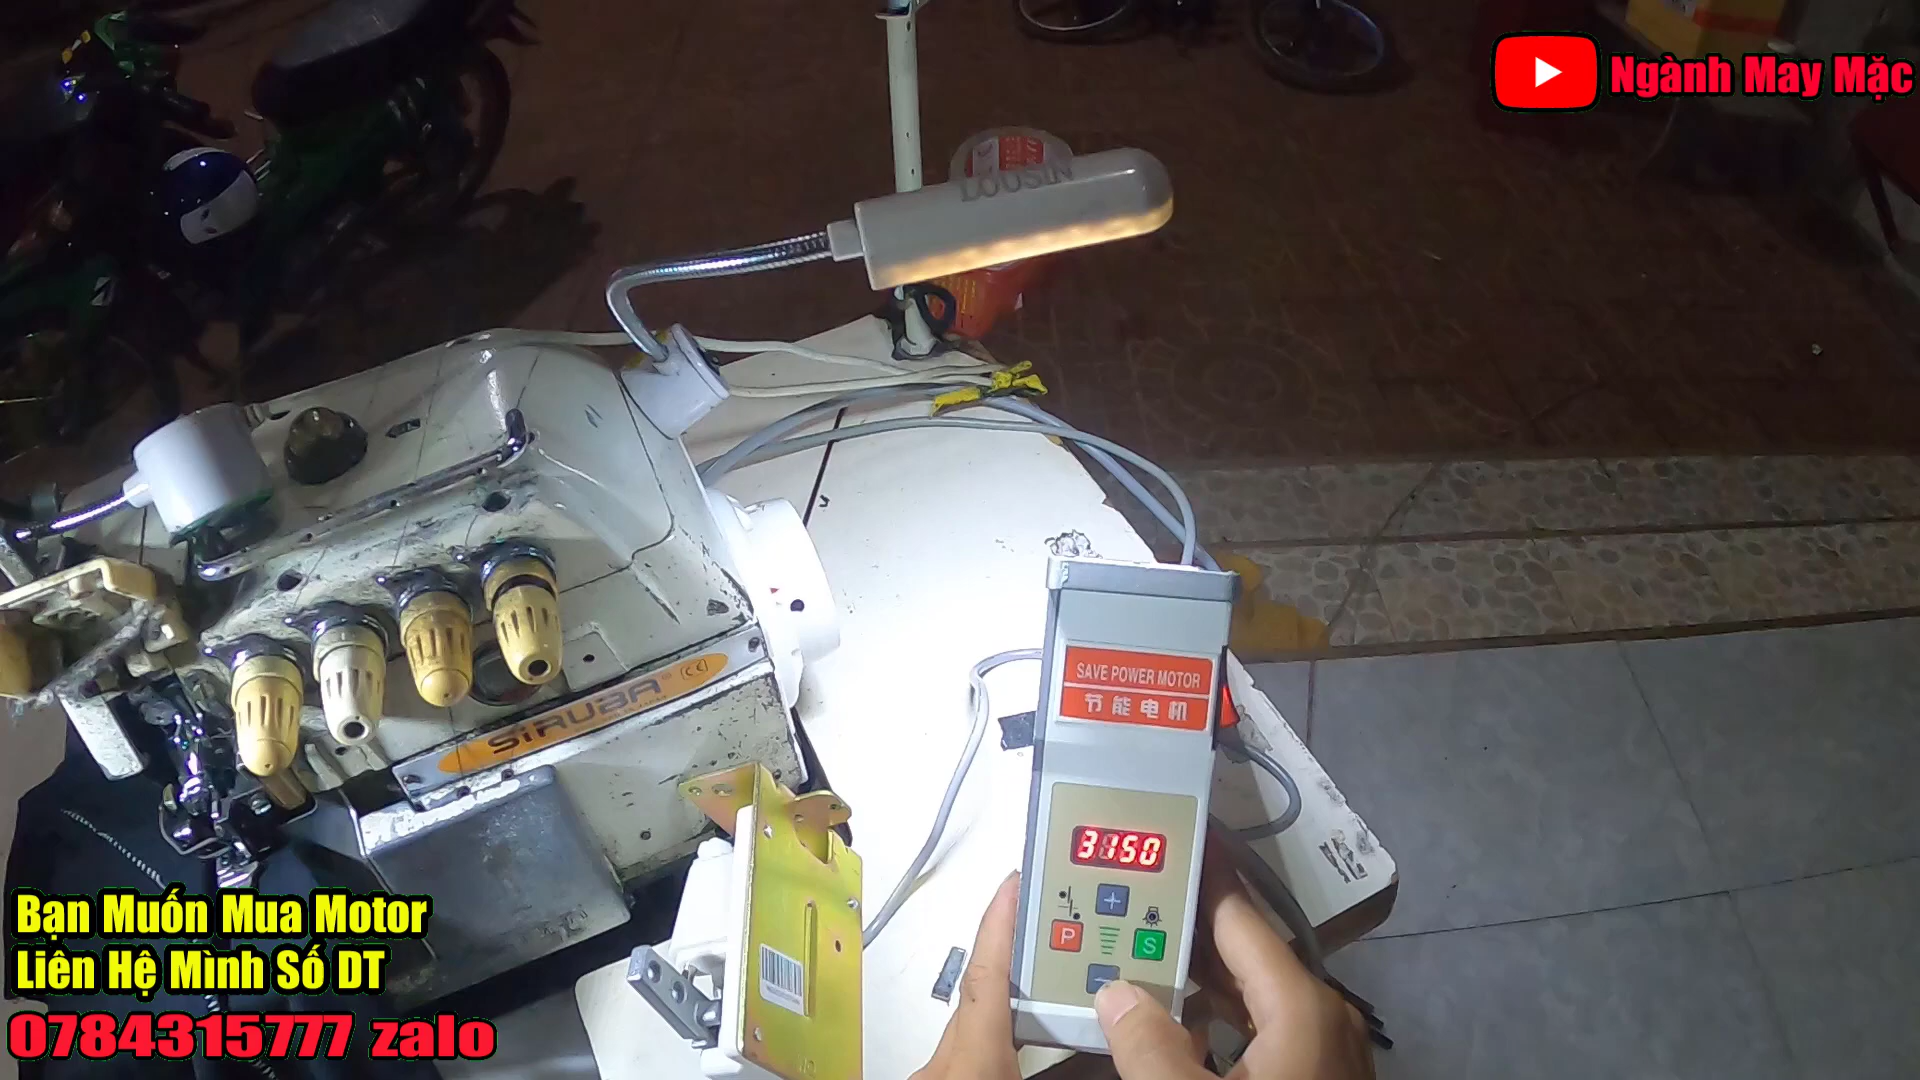 Ngành May Mặc
LOUSIN
SiRUBA
CE
SAVE POWER MOTOR
节能电机
3150
P
S
Bạn Muốn Mua Motor
Liên Hệ Mình Số DT
0784315777 zalo